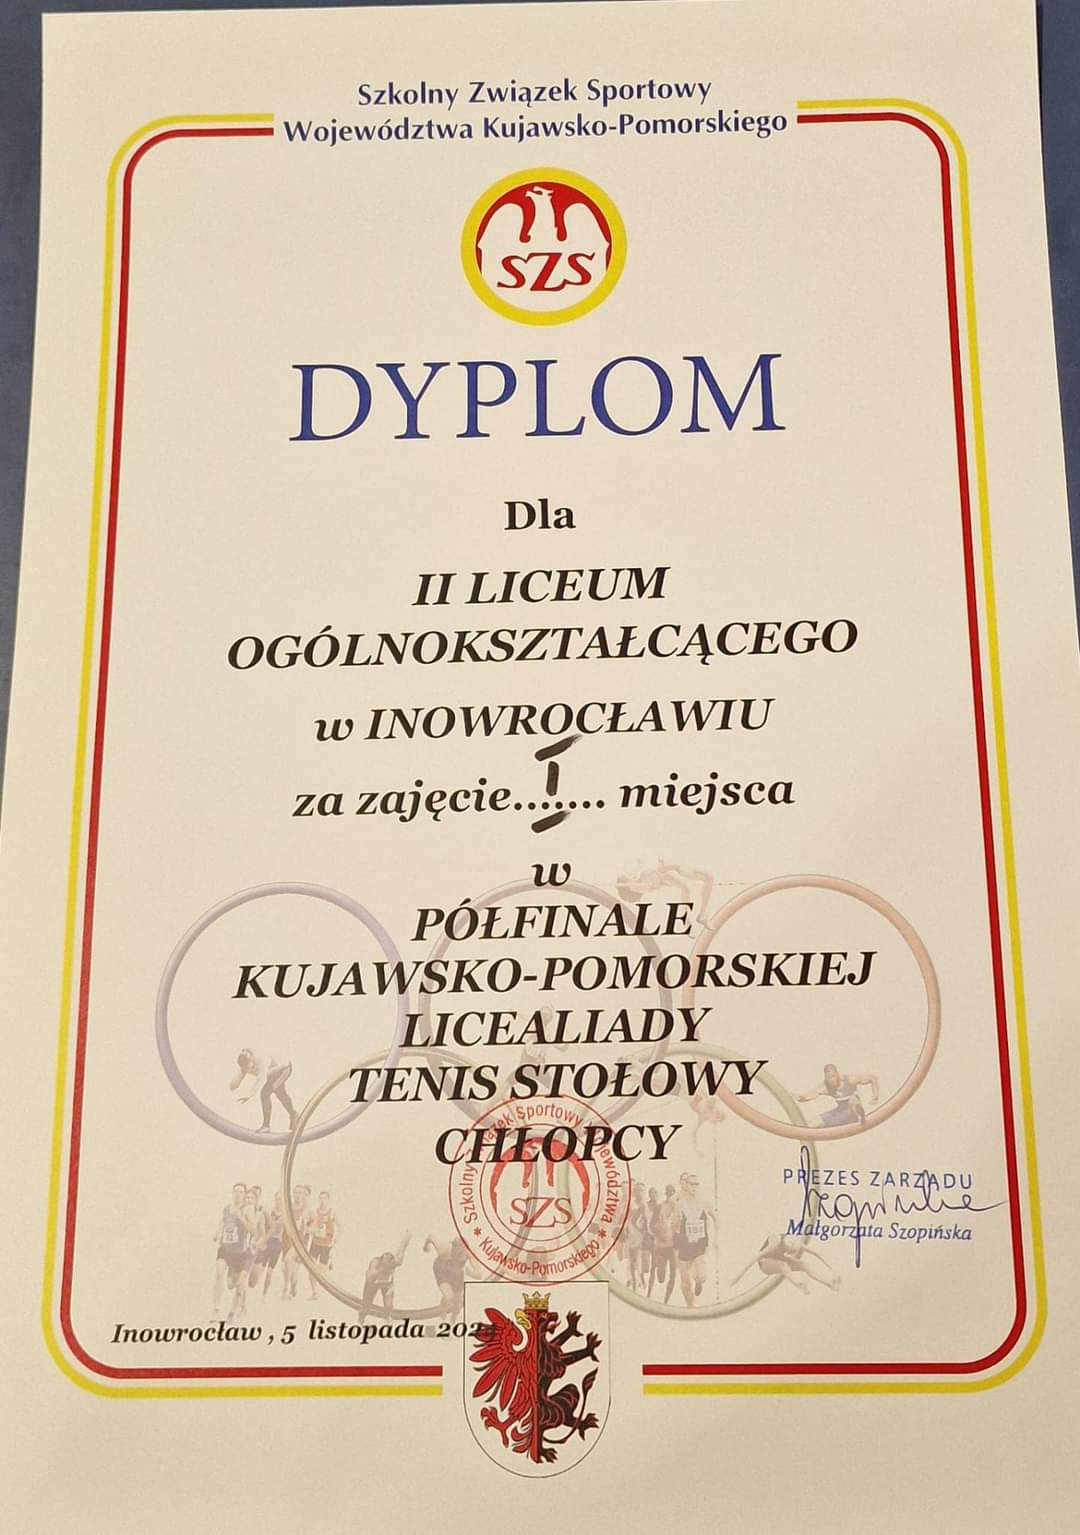 Szkolny Związek Sportowy
Województwa Kujawsko-Pomorskiego
SZS
DYPLOM
Dla
II LICEUM
OGÓLNOKSZTAŁCĄCEGO
w INOWROCŁAWIU
za zajęcie...I.... miejsca
w
PÓŁFINALE
KUJAWSKO-POMORSKIEJ
LICEALIADY
TENIS STOŁOWY
CHŁOPCY
Szkolny Związek Sportowy Województwa
SZS
* Kujawsko-Pomorskiego *
PREZES ZARZĄDU
Małgorzata Szopińska
Inowrocław , 5 listopada 2024